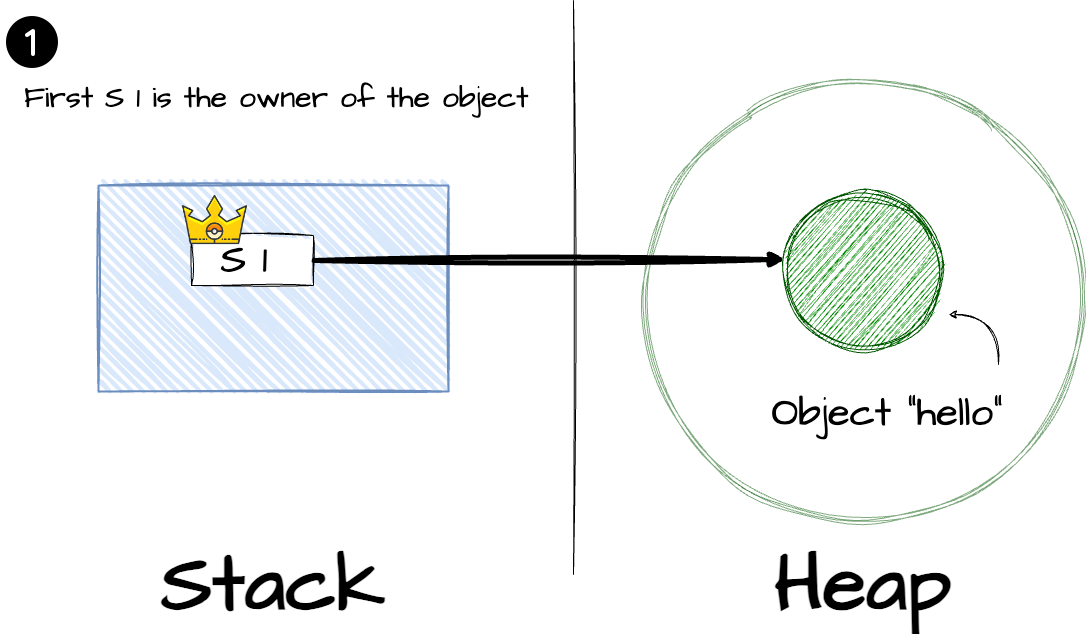 1
First S 1 is the owner of the object
S 1
Object "hello"
Stack
Heap